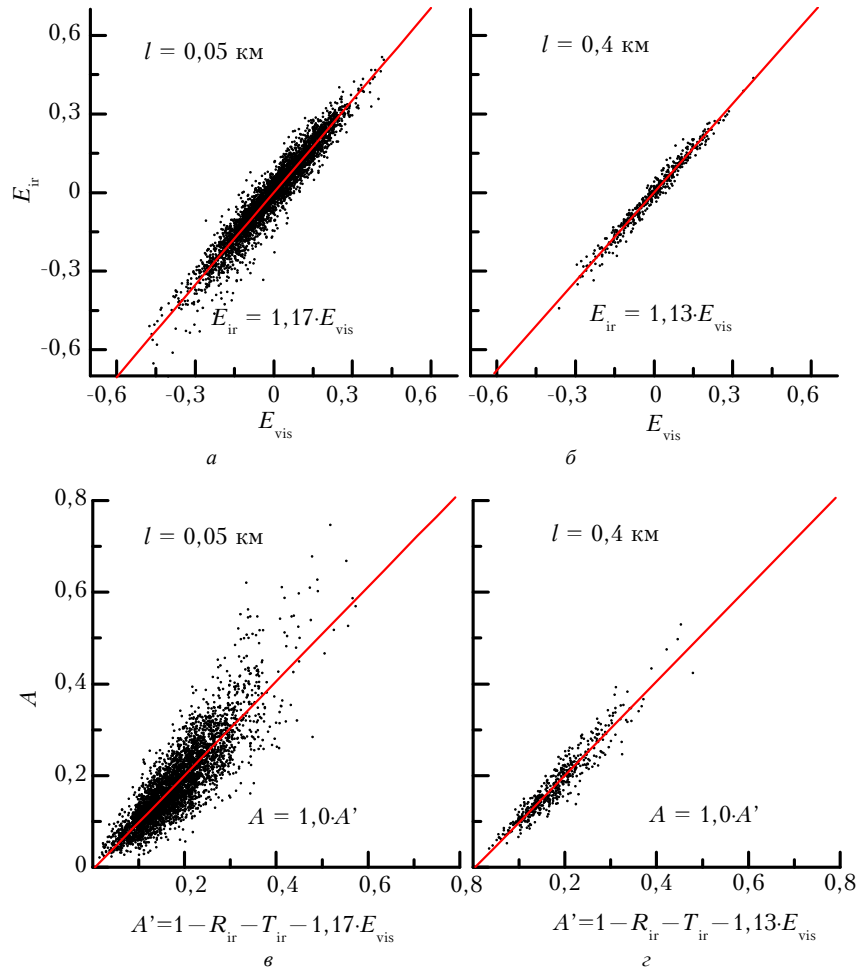 l = 0,05 км
l = 0,4 км
0,6
0,3
0
-0,3
-0,6
E_ir
E_ir = 1,17·E_vis
E_ir = 1,13·E_vis
-0,6 -0,3 0 0,3 0,6
-0,6 -0,3 0 0,3 0,6
E_vis
E_vis
а
б
0,8
0,6
0,4
0,2
0
A
l = 0,05 км
l = 0,4 км
A = 1,0·A’
A = 1,0·A’
0,2 0,4 0,6 0,8
0,2 0,4 0,6 0,8
A’=1−R_ir−T_ir−1,17·E_vis
A’=1−R_ir−T_ir−1,13·E_vis
в
г